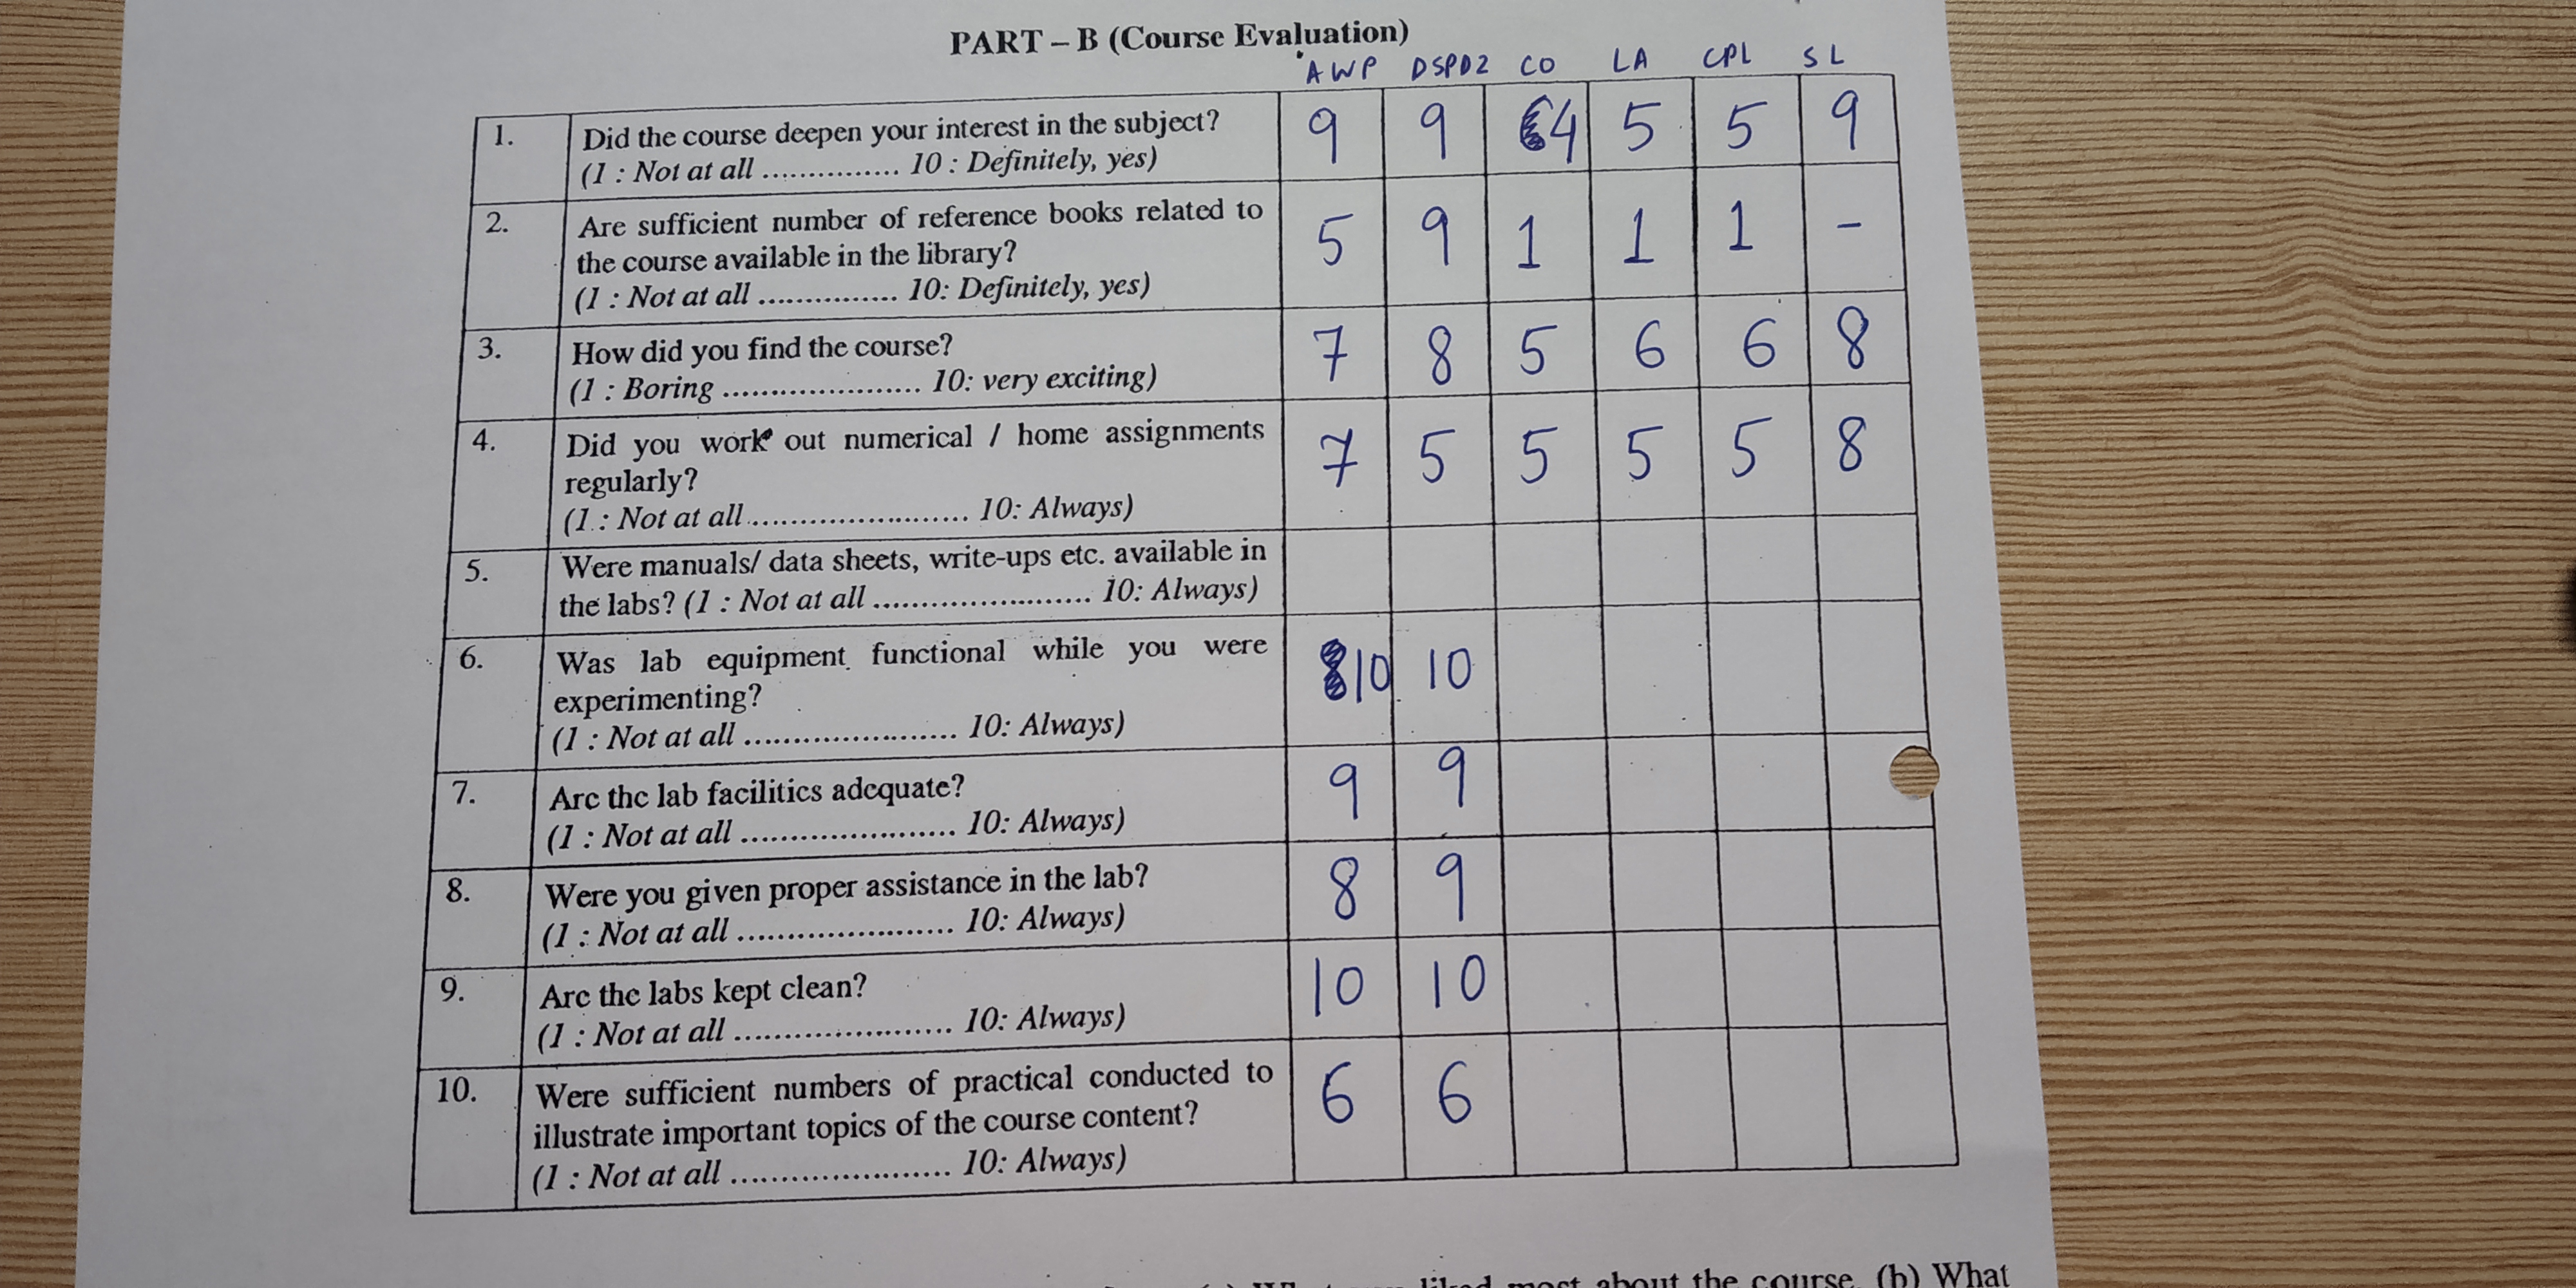 PART – B (Course Evaluation)
AWP DSPD2 CO LA CPL SL
1. Did the course deepen your interest in the subject? 9 9 4 5 5 9
(1 : Not at all ............... 10 : Definitely, yes)
2. Are sufficient number of reference books related to 5 9 1 1 1 -
the course available in the library?
(1 : Not at all ............... 10: Definitely, yes)
3. How did you find the course? 7 8 5 6 6 8
(1 : Boring ...................... 10: very exciting)
4. Did you work out numerical / home assignments 7 5 5 5 5 8
regularly?
(1 : Not at all ........................ 10: Always)
5. Were manuals/ data sheets, write-ups etc. available in
the labs? (1 : Not at all ........................ 10: Always)
6. Was lab equipment functional while you were 10 10
experimenting?
(1 : Not at all ........................ 10: Always)
7. Are the lab facilities adequate? 9 9
(1 : Not at all ........................ 10: Always)
8. Were you given proper assistance in the lab? 8 9
(1 : Not at all ........................ 10: Always)
9. Are the labs kept clean? 10 10
(1 : Not at all ........................ 10: Always)
10. Were sufficient numbers of practical conducted to 6 6
illustrate important topics of the course content?
(1 : Not at all ........................ 10: Always)
liked most about the course. (b) What